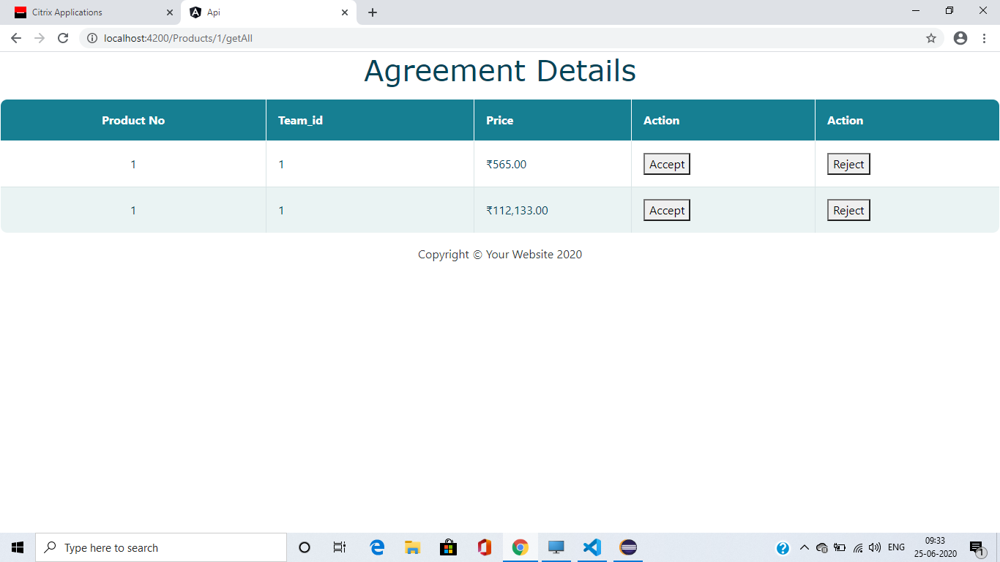 Citrix Applications
Api
localhost:4200/Products/1/getAll
Agreement Details
Product No Team_id Price Action Action
1 1 ₹565.00 Accept Reject
1 1 ₹112,133.00 Accept Reject
Copyright © Your Website 2020
Type here to search
ENG
09:33
25-06-2020
1